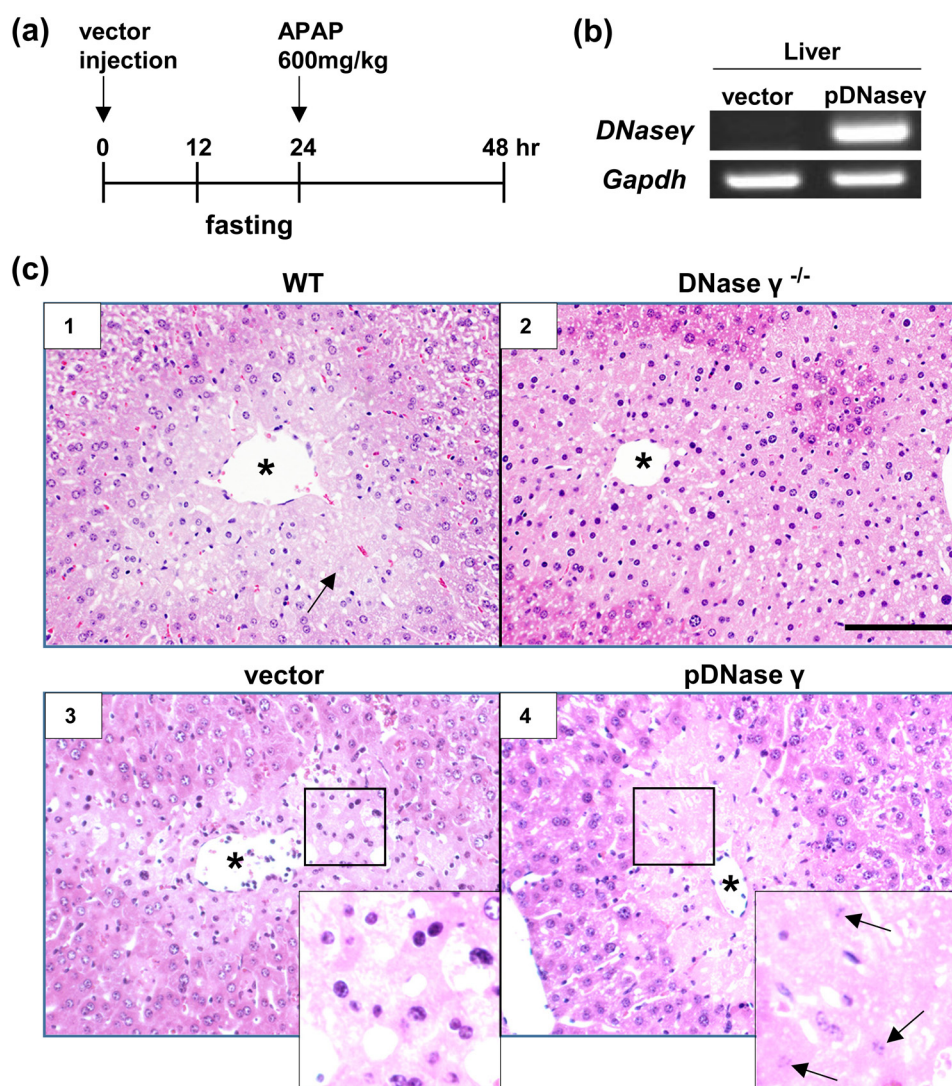 (a)
vector
injection
APAP
600mg/kg
0 12 24 48 hr
fasting
(b)
Liver
vector pDNaseγ
DNaseγ
Gapdh
(c)
WT
DNase γ -/-
1
*
2
*
vector
pDNase γ
3
*
4
*